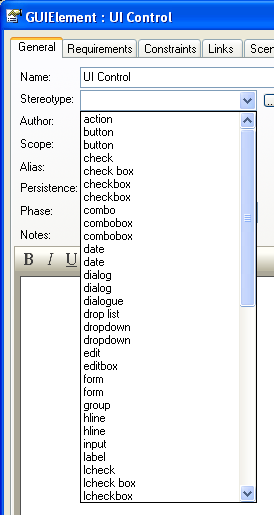 GUIElement : UI Control
General Requirements Constraints Links Scen
Name: UI Control
Stereotype: ...
Author:
Scope:
Alias:
Persistence:
Phase:
Notes:
B I U
action
button
button
check
check box
checkbox
checkbox
combo
combobox
combobox
date
date
dialog
dialog
dialogue
drop list
dropdown
dropdown
edit
editbox
form
form
group
hline
hline
input
label
lcheck
lcheck box
lcheckbox